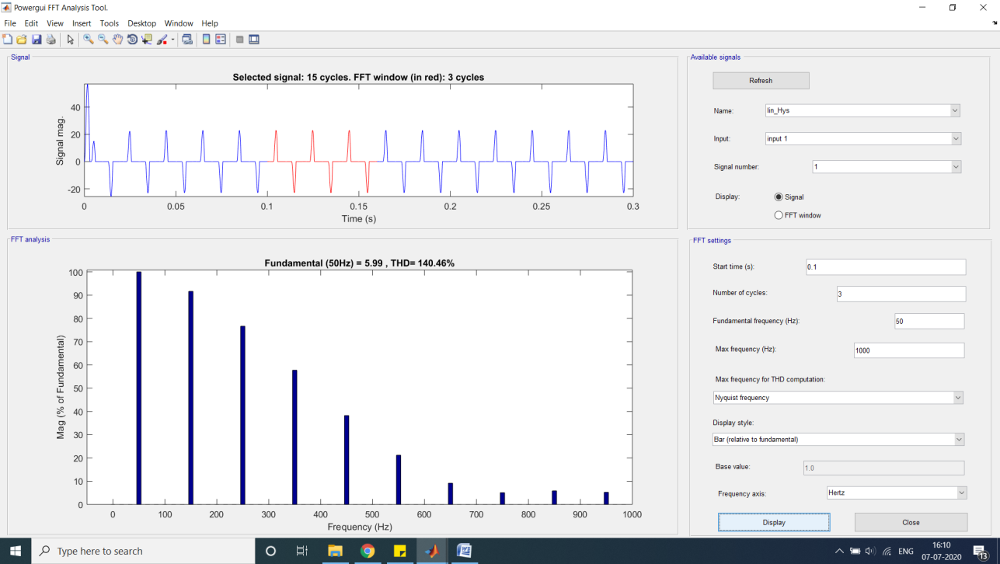 Powergui FFT Analysis Tool.
File Edit View Insert Tools Desktop Window Help
Signal
Selected signal: 15 cycles. FFT window (in red): 3 cycles
Signal mag.
40
20
0
-20
0 0.05 0.1 0.15 0.2 0.25 0.3
Time (s)
FFT analysis
Fundamental (50Hz) = 5.99 , THD= 140.46%
Mag (% of Fundamental)
100
90
80
70
60
50
40
30
20
10
0
0 100 200 300 400 500 600 700 800 900 1000
Frequency (Hz)
Available signals
Refresh
Name: Iin_Hys
Input: input 1
Signal number: 1
Display: Signal
FFT window
FFT settings
Start time (s): 0.1
Number of cycles: 3
Fundamental frequency (Hz): 50
Max frequency (Hz): 1000
Max frequency for THD computation:
Nyquist frequency
Display style:
Bar (relative to fundamental)
Base value: 1.0
Frequency axis: Hertz
Display Close
Type here to search
ENG
16:10
07-07-2020
12